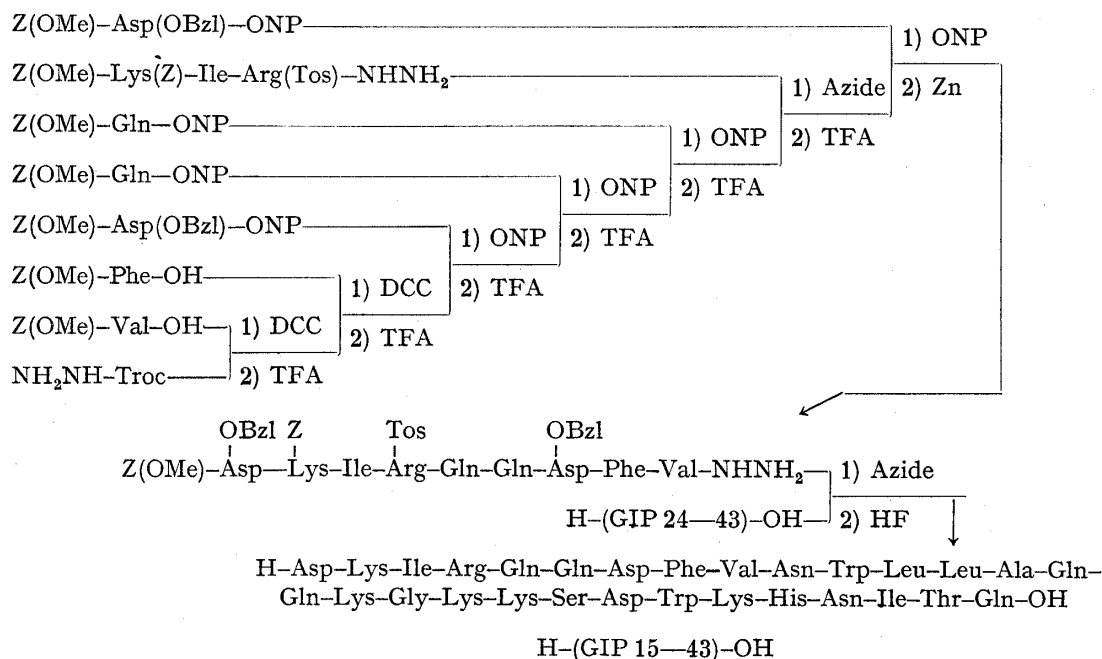 Z(OMe)–Asp(OBzl)–ONP
1) ONP
Z(OMe)–Lys(Z)–Ile–Arg(Tos)–NHNH₂
1) Azide
2) Zn
Z(OMe)–Gln–ONP
1) ONP
2) TFA
Z(OMe)–Gln–ONP
1) ONP
2) TFA
Z(OMe)–Asp(OBzl)–ONP
1) ONP
2) TFA
Z(OMe)–Phe–OH
1) DCC
2) TFA
Z(OMe)–Val–OH
1) DCC
2) TFA
NH₂NH–Troc
2) TFA
OBzl Z Tos OBzl
Z(OMe)–Asp–Lys–Ile–Arg–Gln–Gln–Asp–Phe–Val–NHNH₂
1) Azide
H–(GIP 24—43)–OH
2) HF
H–Asp–Lys–Ile–Arg–Gln–Gln–Asp–Phe–Val–Asn–Trp–Leu–Leu–Ala–Gln–
Gln–Lys–Gly–Lys–Lys–Ser–Asp–Trp–Lys–His–Asn–Ile–Thr–Gln–OH
H–(GIP 15—43)–OH